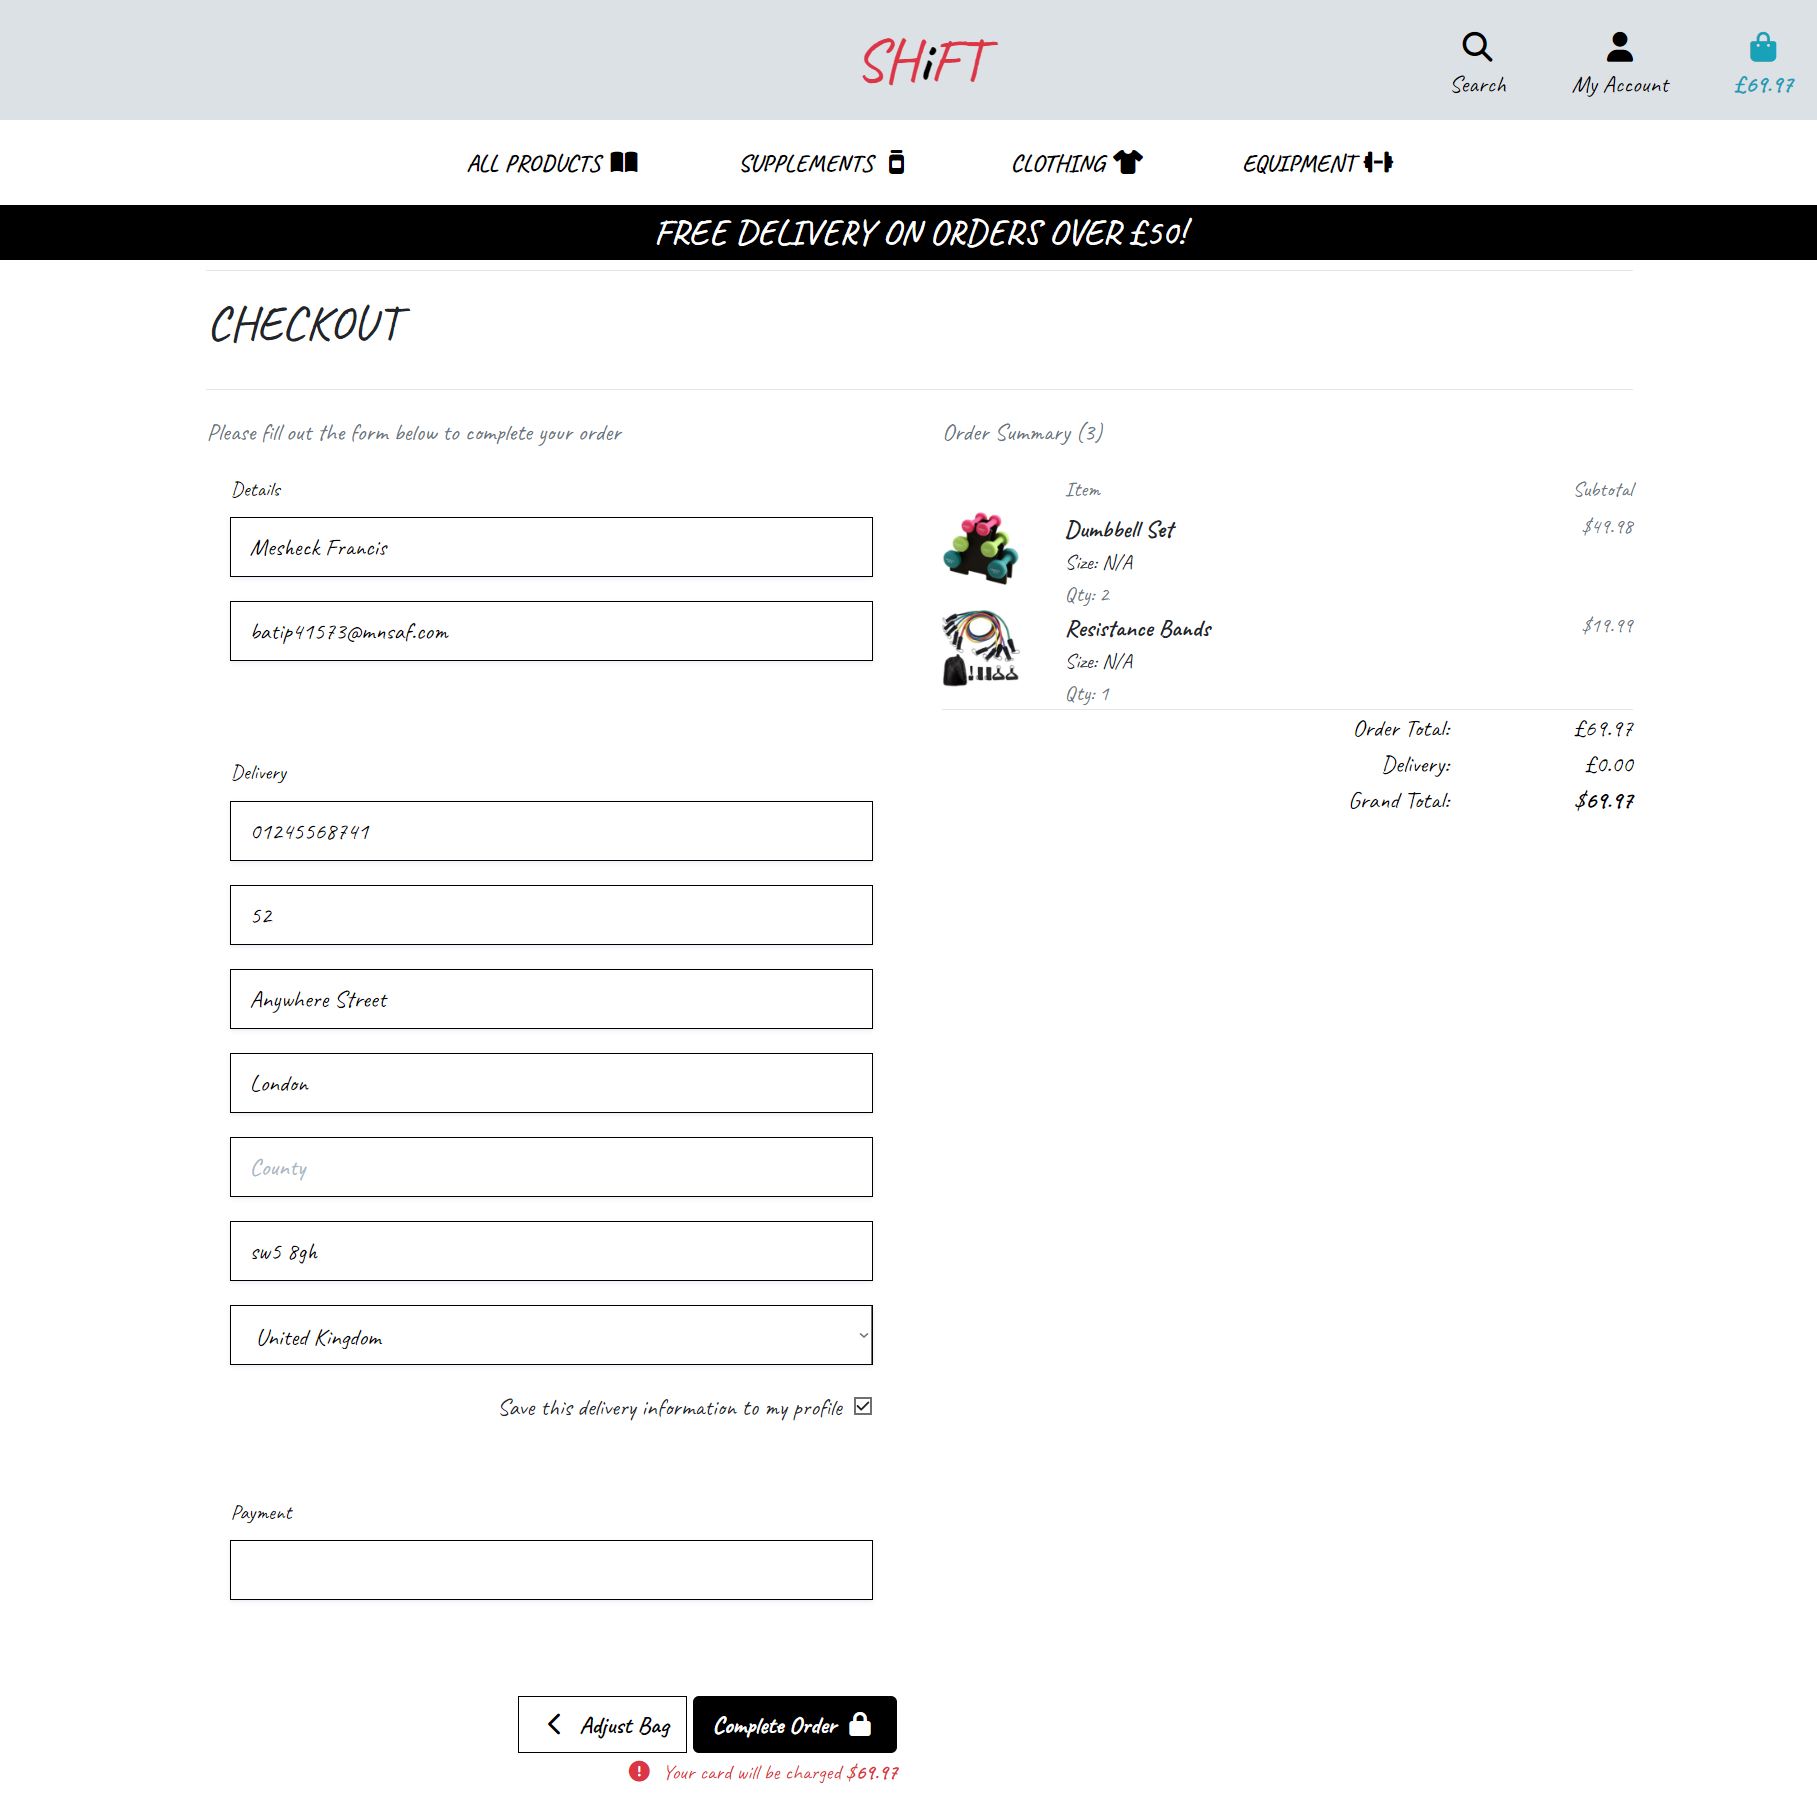 SHiFT
Search
My Account
£69.97
ALL PRODUCTS
SUPPLEMENTS
CLOTHING
EQUIPMENT
FREE DELIVERY ON ORDERS OVER £50!
CHECKOUT
Please fill out the form below to complete your order
Details
Mesheck Francis
batip41573@mnsaf.com
Delivery
01245568741
52
Anywhere Street
London
County
sw5 8gh
United Kingdom
Save this delivery information to my profile
Payment
Adjust Bag
Complete Order
Your card will be charged $69.97
Order Summary (3)
Item Subtotal
Dumbbell Set $49.98
Size: N/A
Qty: 2
Resistance Bands $19.99
Size: N/A
Qty: 1
Order Total: £69.97
Delivery: £0.00
Grand Total: $69.97